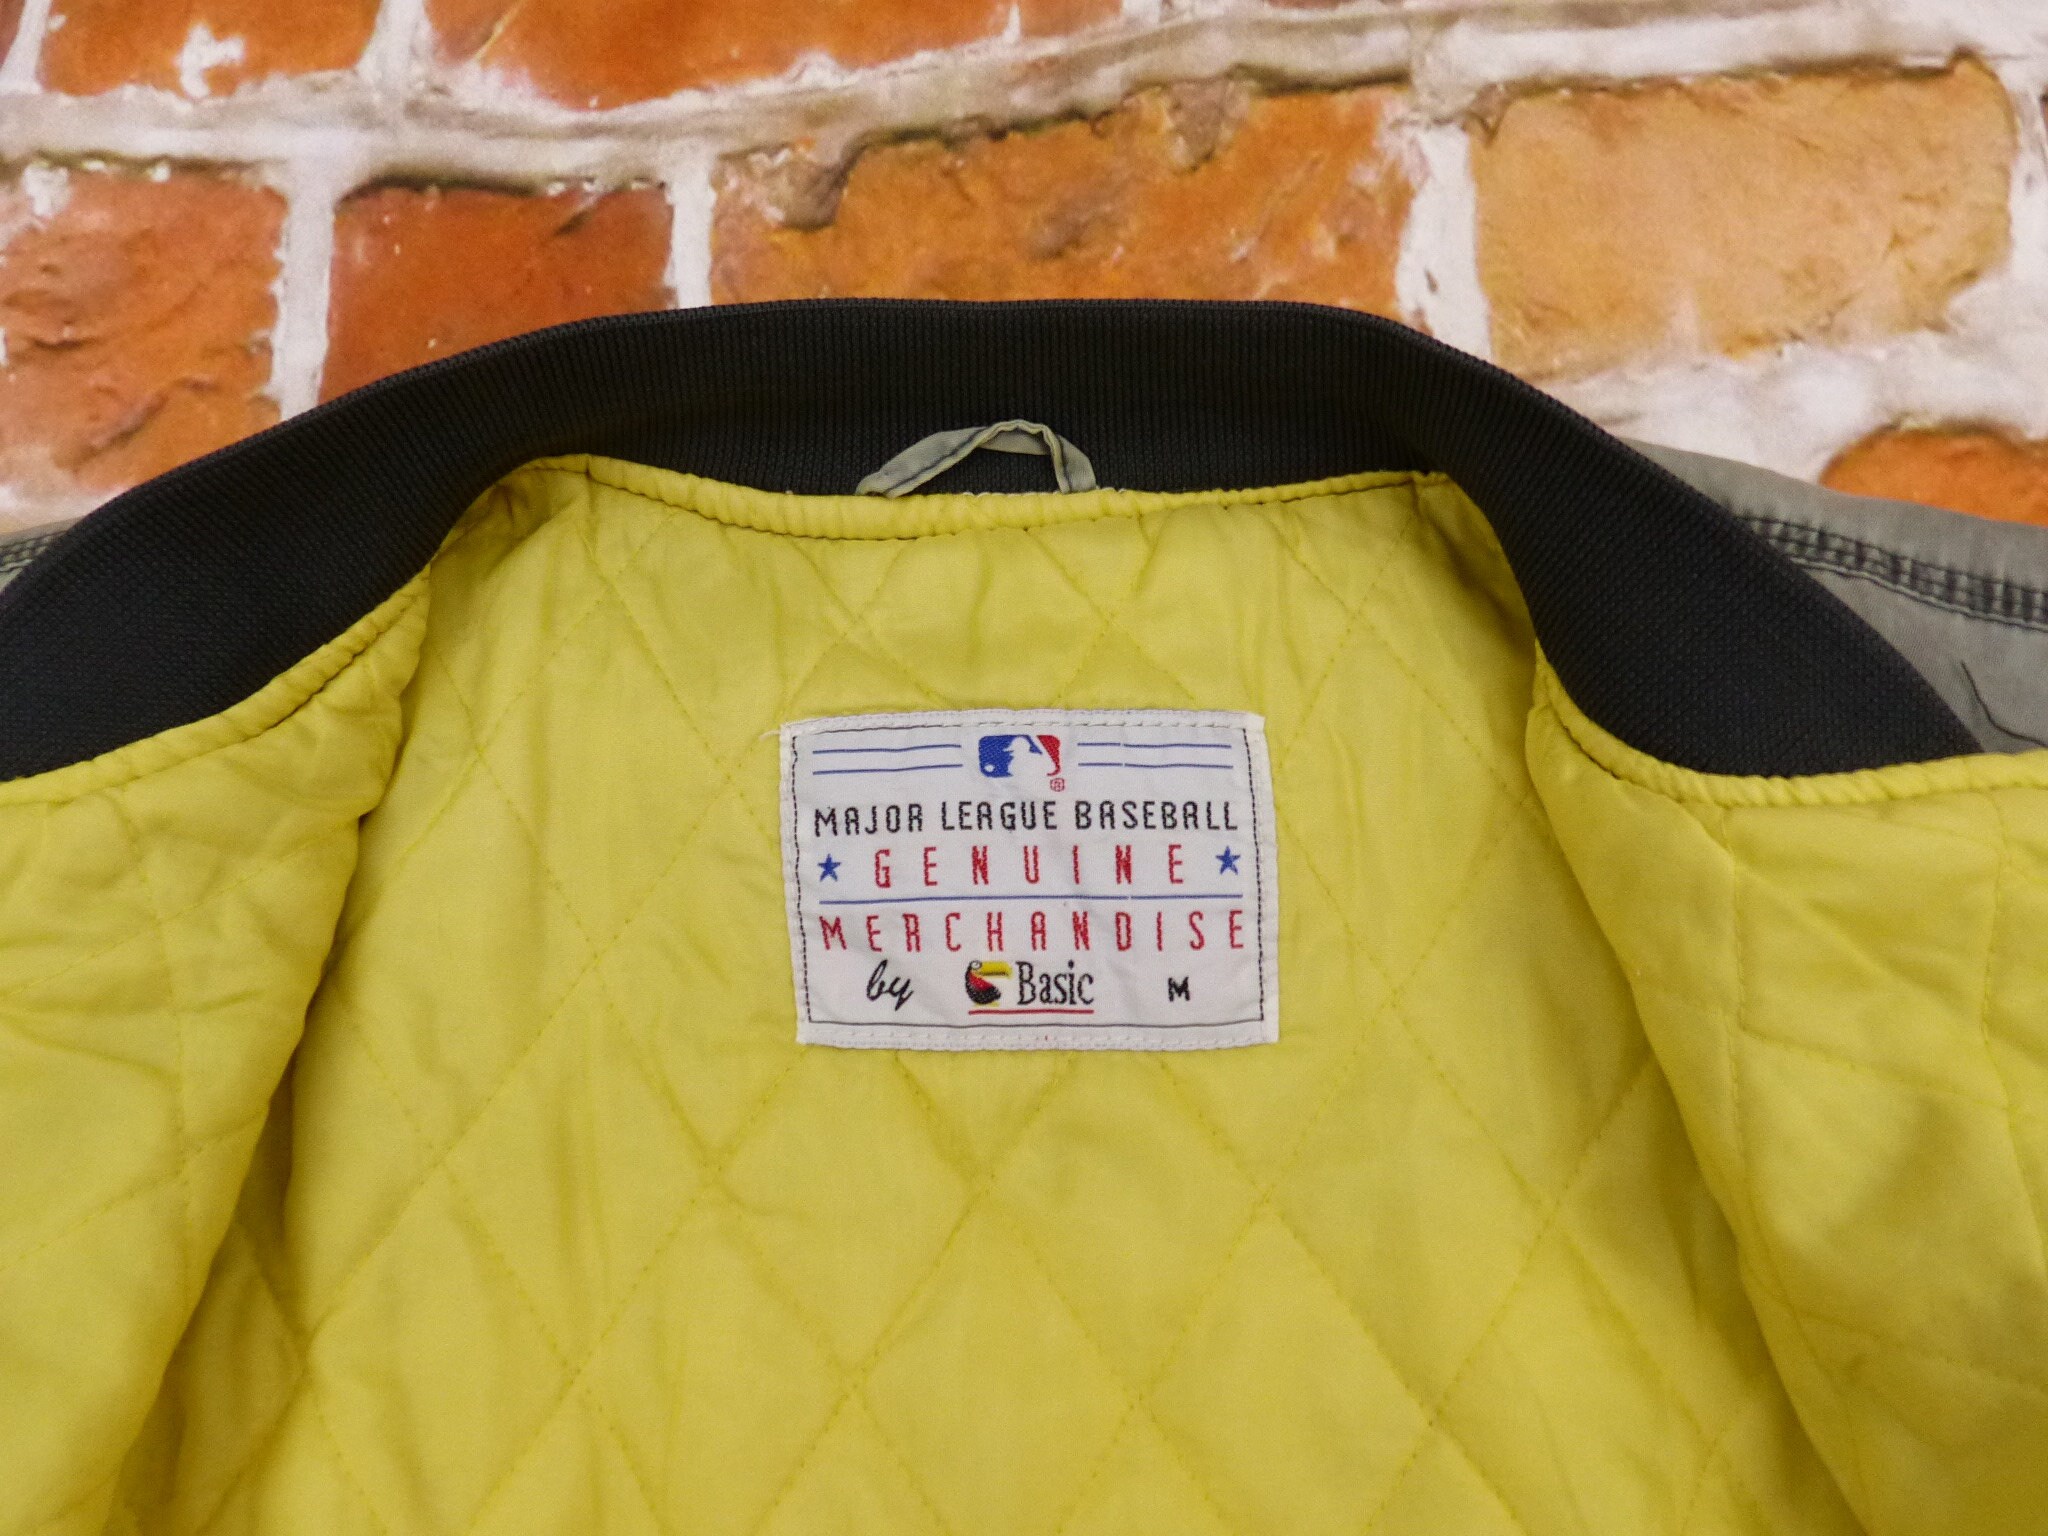 MAJOR LEAGUE BASEBALL
GENUINE
MERCHANDISE
by Basic M